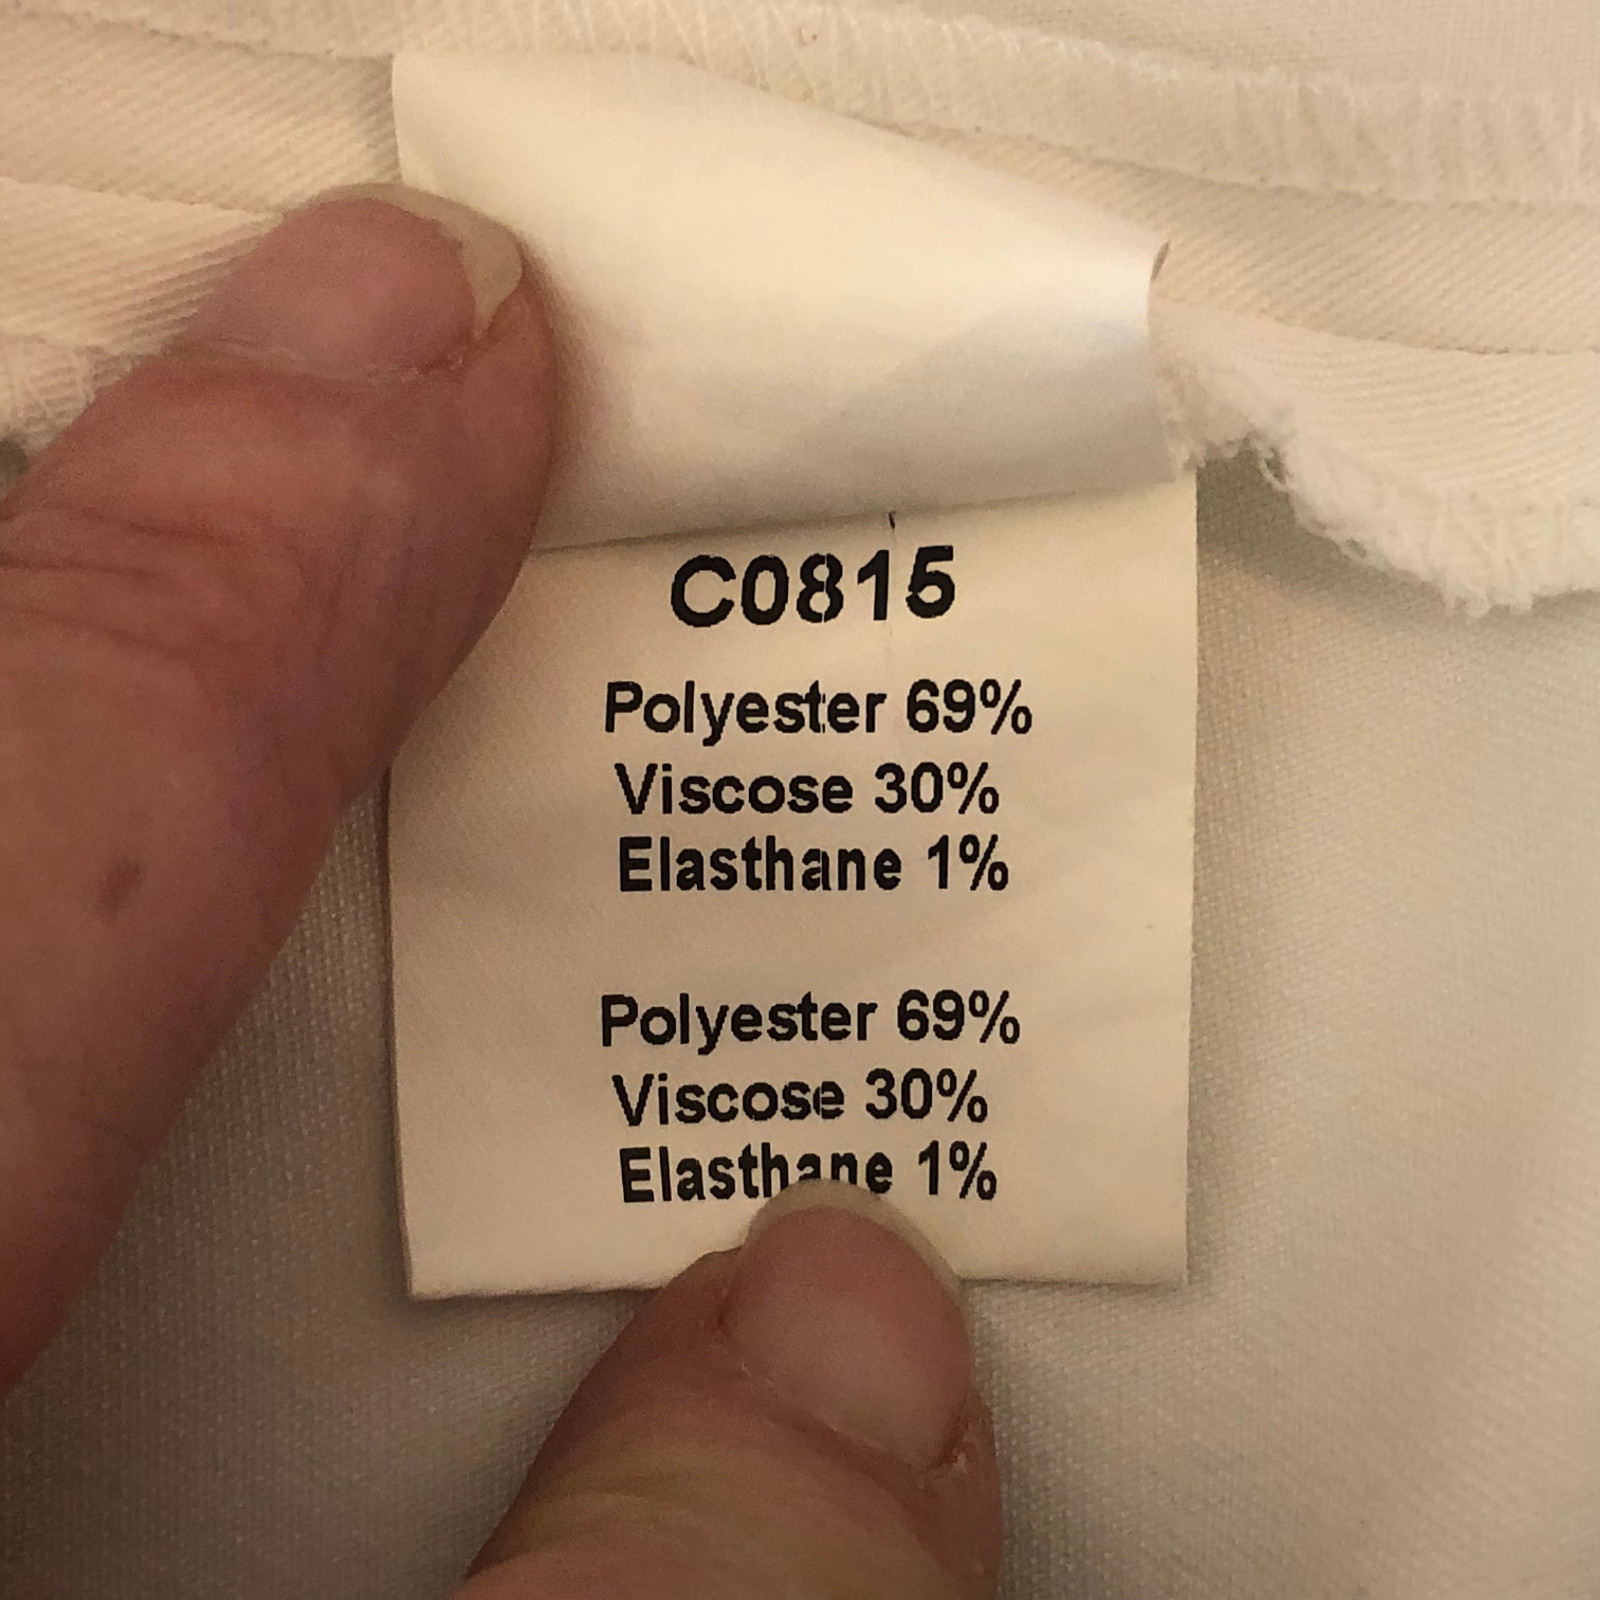 C0815
Polyester 69%
Viscose 30%
Elasthane 1%
Polyester 69%
Viscose 30%
Elasthane 1%